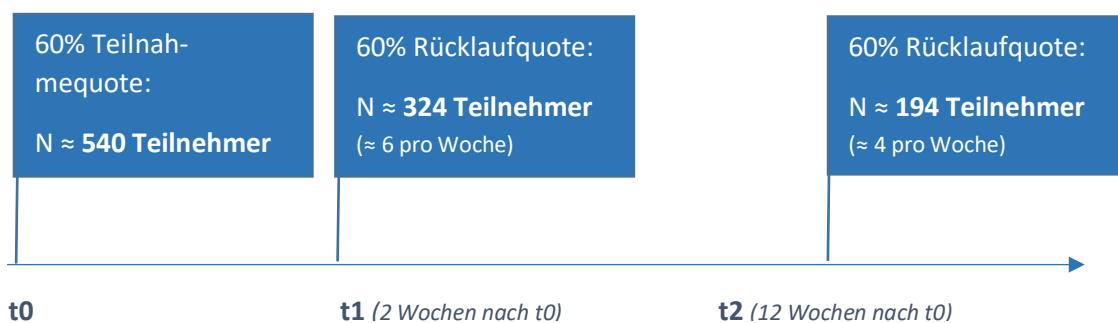 60% Teilnah-
mequote:
N ≈ 540 Teilnehmer
60% Rücklaufquote:
N ≈ 324 Teilnehmer
(≈ 6 pro Woche)
60% Rücklaufquote:
N ≈ 194 Teilnehmer
(≈ 4 pro Woche)
t0
t1 (2 Wochen nach t0)
t2 (12 Wochen nach t0)